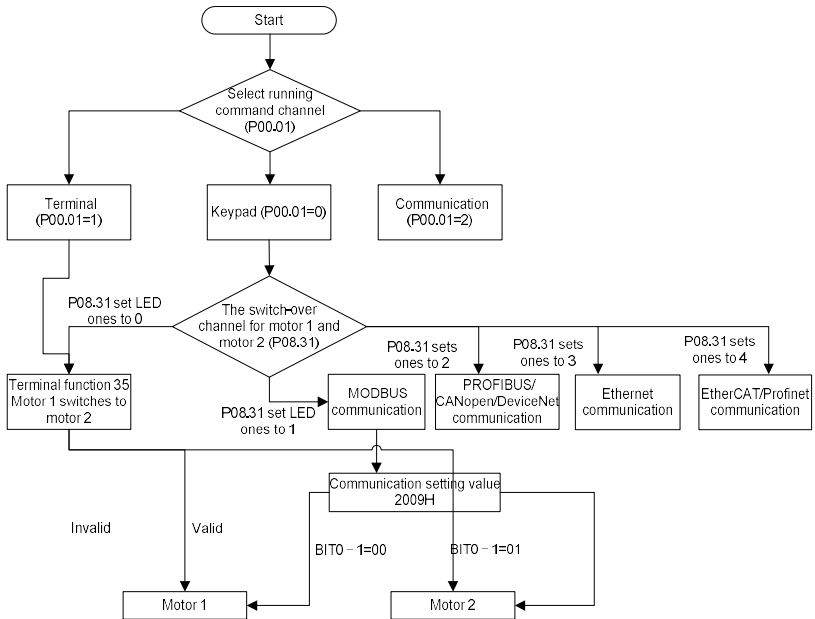 Start
Select running
command channel
(P00.01)
Terminal
(P00.01=1)
Keypad (P00.01=0)
Communication
(P00.01=2)
P08.31 set LED
ones to 0
The switch-over
channel for motor 1 and
motor 2 (P08.31)
P08.31 sets
ones to 2
P08.31 sets
ones to 3
P08.31 sets
ones to 4
Terminal function 35
Motor 1 switches to
motor 2
P08.31 set LED
ones to 1
MODBUS
communication
PROFIBUS/
CANopen/DeviceNet
communication
Ethernet
communication
EtherCAT/Profinet
communication
Communication setting value
2009H
Invalid
Valid
BIT0-1=00
BIT0-1=01
Motor 1
Motor 2